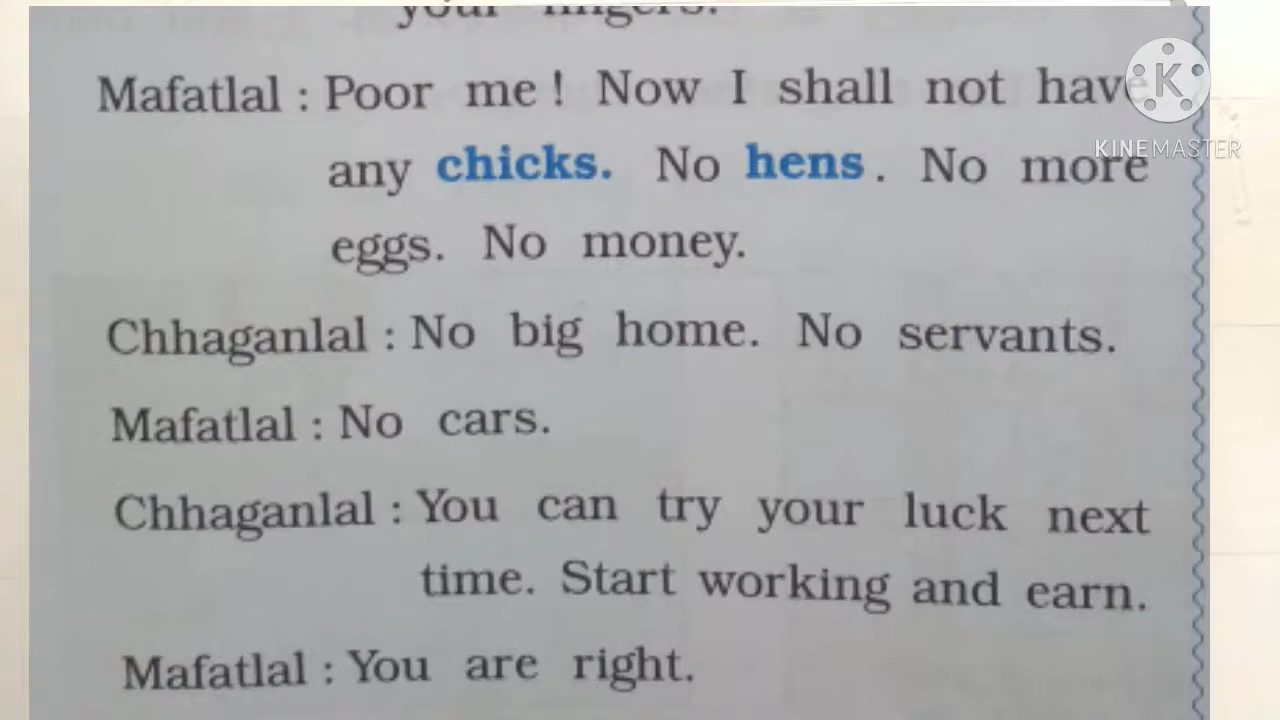 your fingers.
Mafatlal : Poor me ! Now I shall not have
any chicks. No hens . No more
eggs. No money.
Chhaganlal : No big home. No servants.
Mafatlal : No cars.
Chhaganlal : You can try your luck next
time. Start working and earn.
Mafatlal : You are right.
K
KINEMASTER